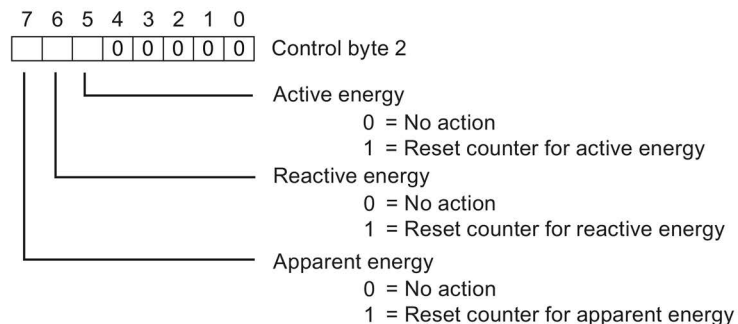 7 6 5 4 3 2 1 0
0 0 0 0 0 Control byte 2
Active energy
0 = No action
1 = Reset counter for active energy
Reactive energy
0 = No action
1 = Reset counter for reactive energy
Apparent energy
0 = No action
1 = Reset counter for apparent energy